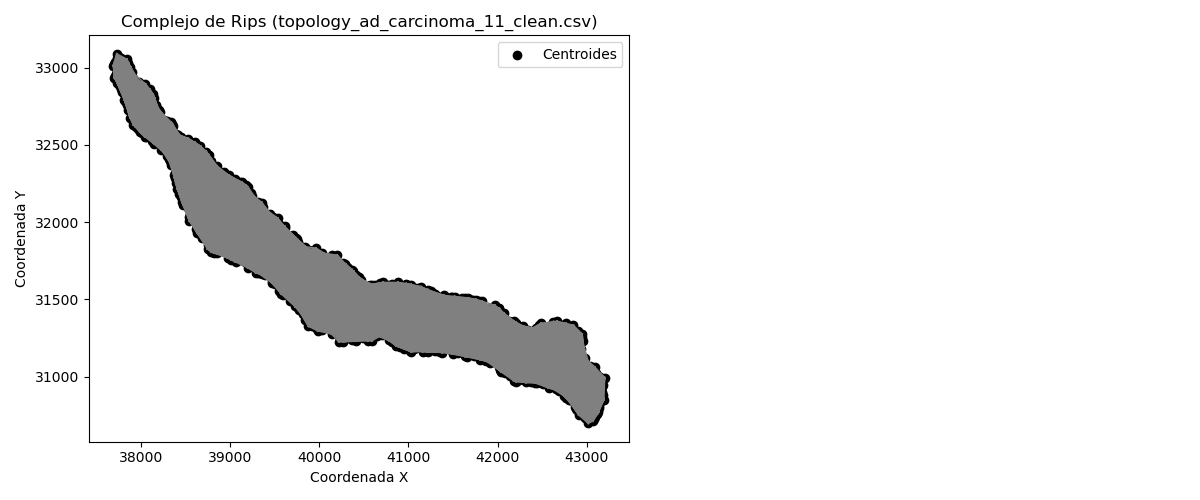 Complejo de Rips (topology_ad_carcinoma_11_clean.csv)
Centroides
33000
32500
32000
31500
31000
Coordenada Y
38000 39000 40000 41000 42000 43000
Coordenada X